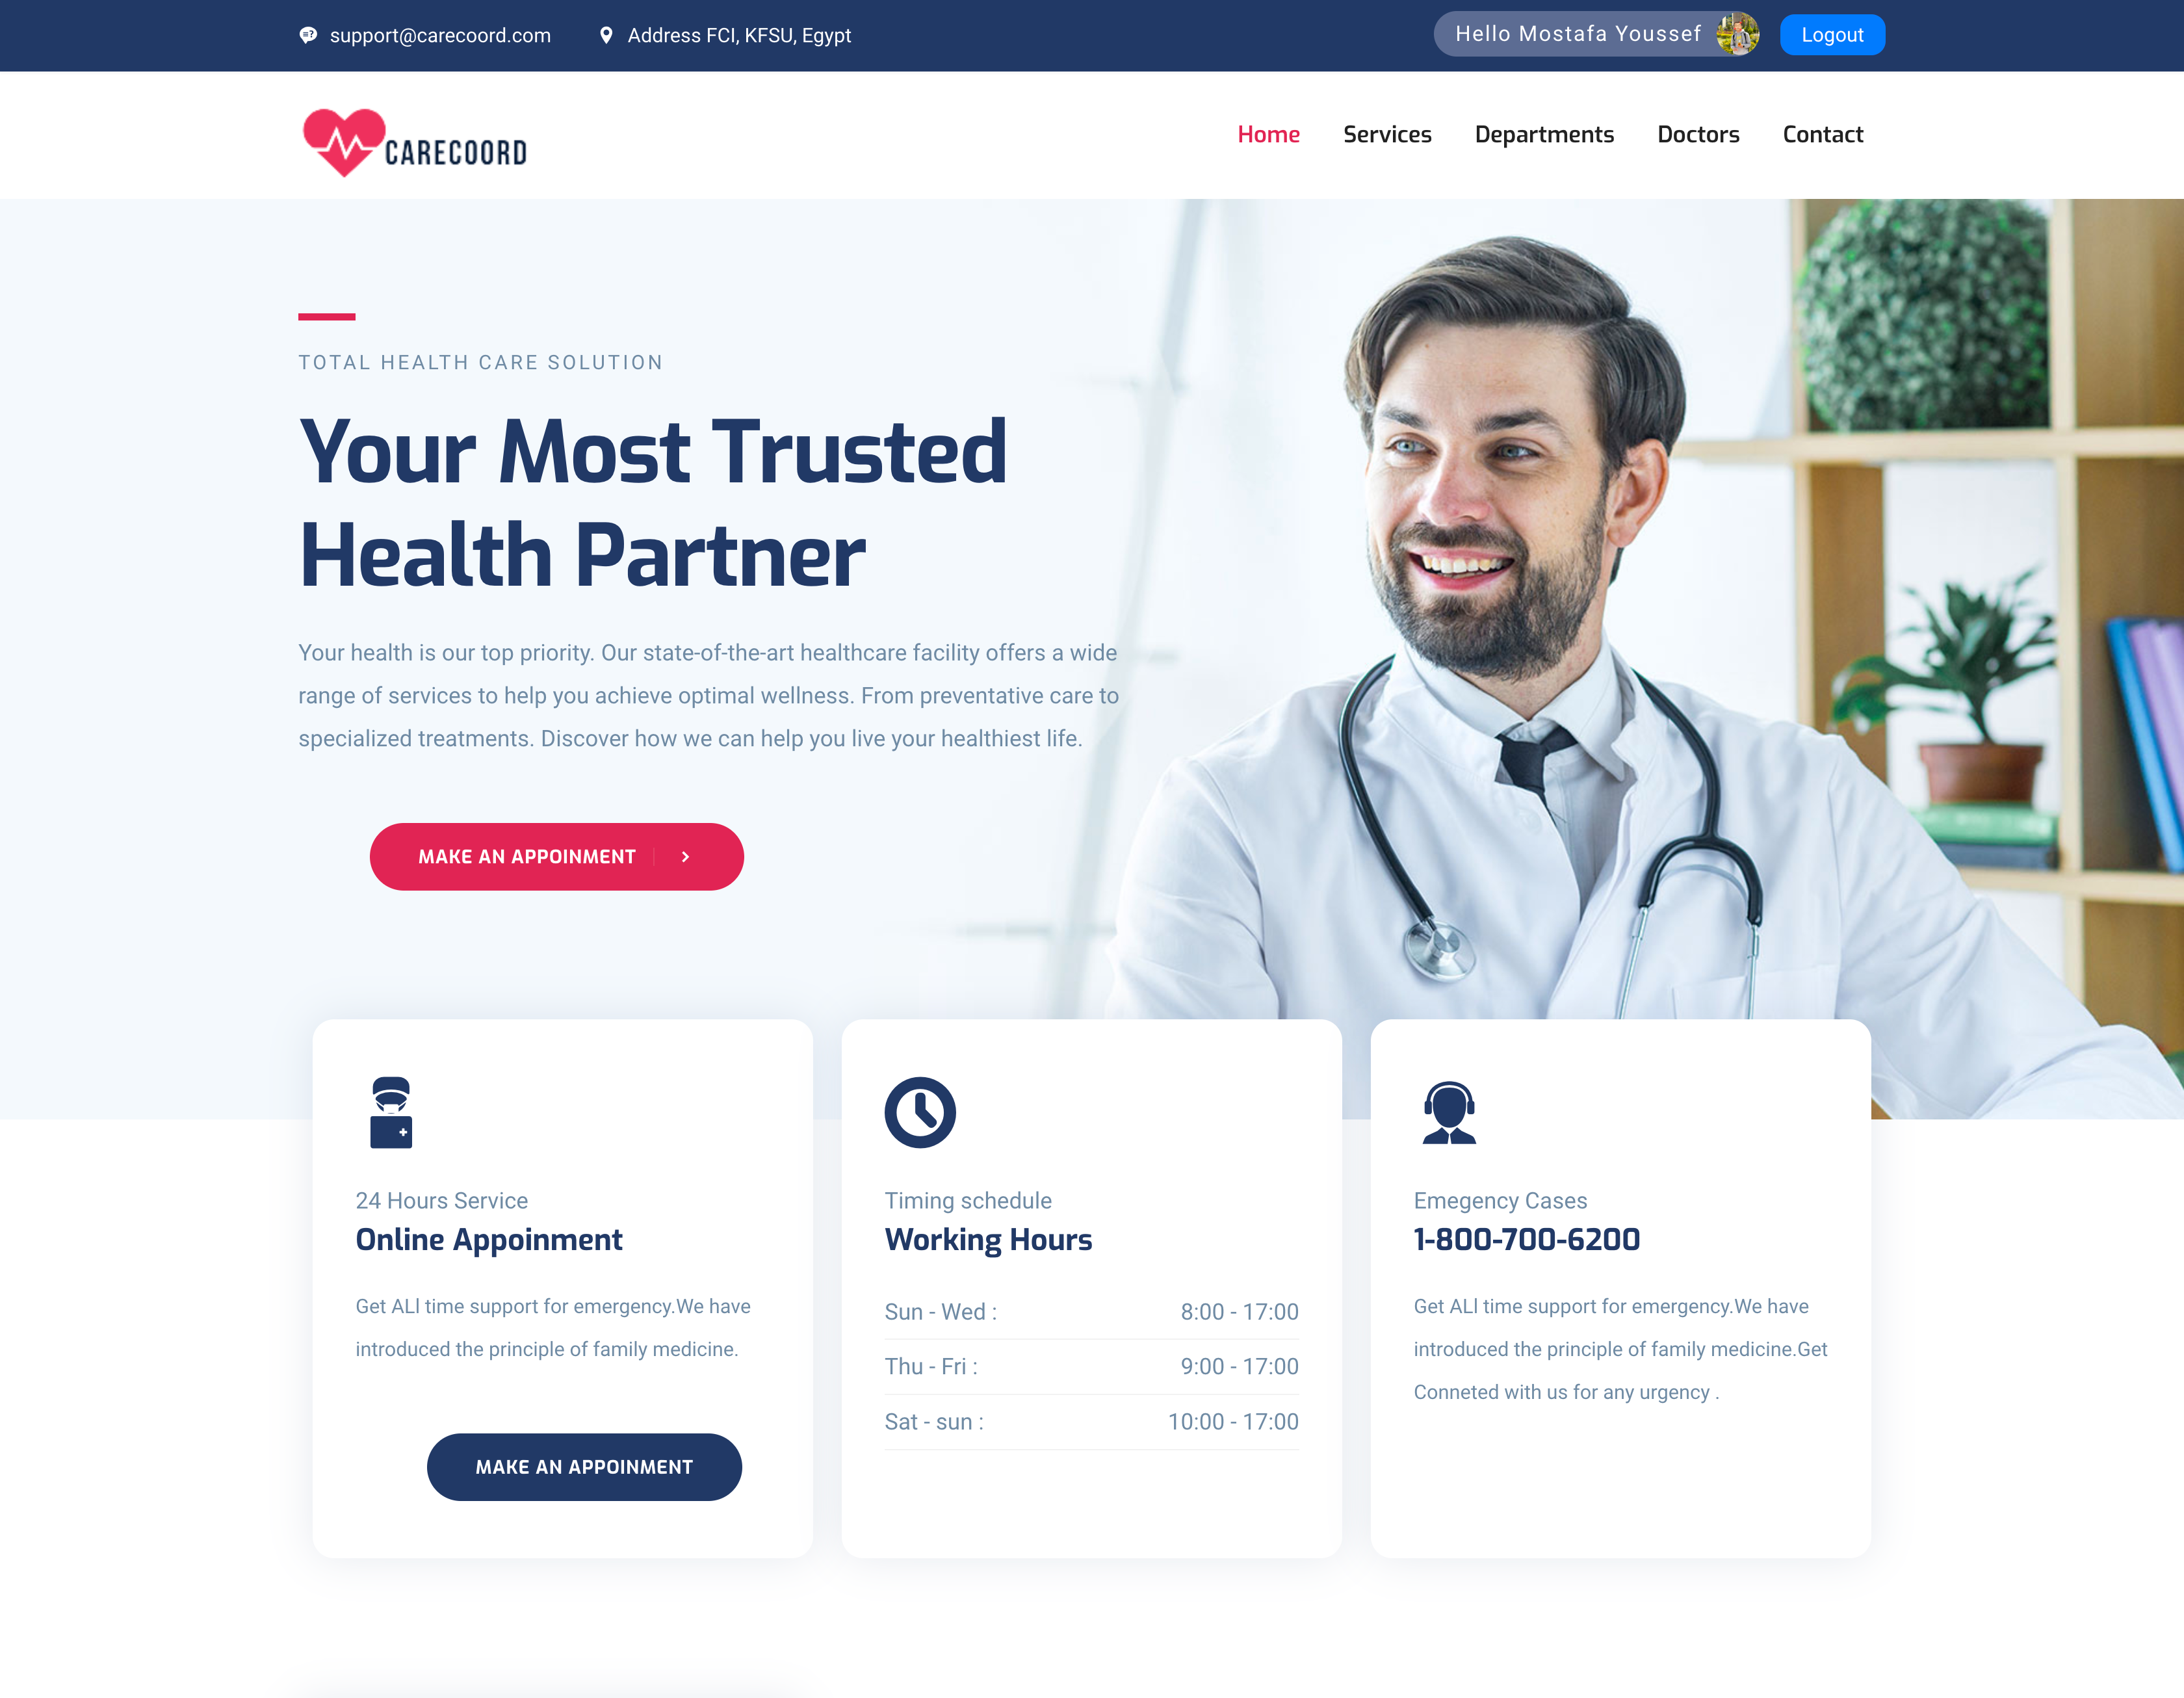 support@carecoord.com
Address FCI, KFSU, Egypt
Hello Mostafa Youssef
Logout
CARECOORD
Home
Services
Departments
Doctors
Contact
TOTAL HEALTH CARE SOLUTION
Your Most Trusted
Health Partner
Your health is our top priority. Our state-of-the-art healthcare facility offers a wide
range of services to help you achieve optimal wellness. From preventative care to
specialized treatments. Discover how we can help you live your healthiest life.
MAKE AN APPOINTMENT
24 Hours Service
Online Appoinment
Get ALl time support for emergency.We have
introduced the principle of family medicine.
MAKE AN APPOINTMENT
Timing schedule
Working Hours
Sun - Wed : 8:00 - 17:00
Thu - Fri : 9:00 - 17:00
Sat - sun : 10:00 - 17:00
Emegency Cases
1-800-700-6200
Get ALl time support for emergency.We have
introduced the principle of family medicine.Get
Conneted with us for any urgency .